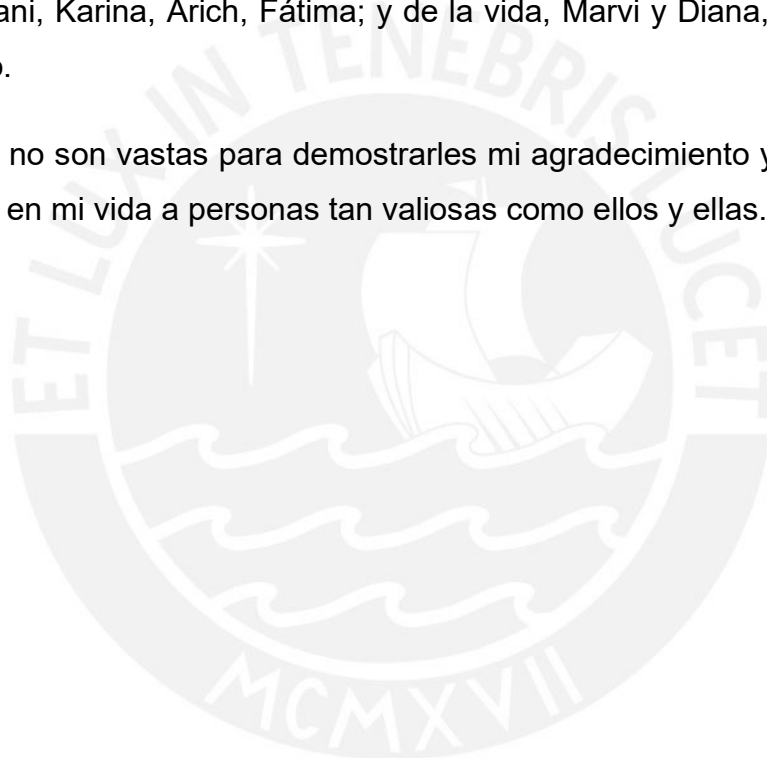 ani, Karina, Arich, Fátima; y de la vida, Marvi y Diana,
o.
no son vastas para demostrarles mi agradecimiento y
en mi vida a personas tan valiosas como ellos y ellas.
ET LUX IN TENEBRIS LUCET
MCMXVII